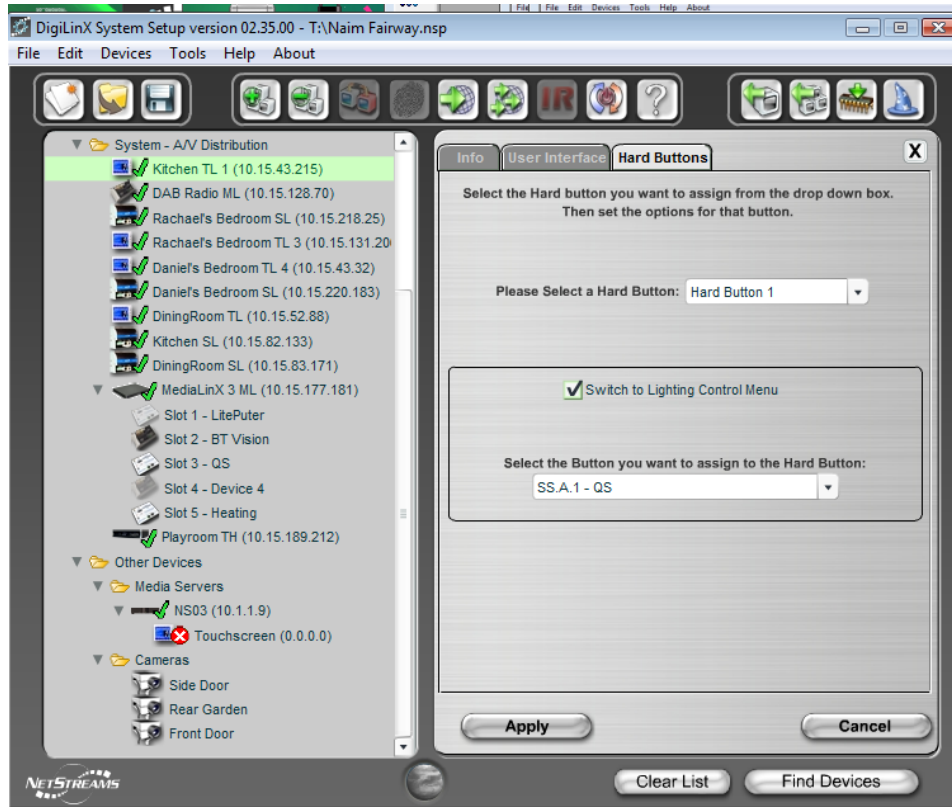 File Edit Devices Tools Help About
DigiLinX System Setup version 02.35.00 - T:\Naim Fairway.nsp
File Edit Devices Tools Help About
IR
System - A/V Distribution
Kitchen TL 1 (10.15.43.215)
DAB Radio ML (10.15.128.70)
Rachael's Bedroom SL (10.15.218.25)
Rachael's Bedroom TL 3 (10.15.131.20
Daniel's Bedroom TL 4 (10.15.43.32)
Daniel's Bedroom SL (10.15.220.183)
DiningRoom TL (10.15.52.88)
Kitchen SL (10.15.82.133)
DiningRoom SL (10.15.83.171)
MediaLinX 3 ML (10.15.177.181)
Slot 1 - LitePuter
Slot 2 - BT Vision
Slot 3 - QS
Slot 4 - Device 4
Slot 5 - Heating
Playroom TH (10.15.189.212)
Other Devices
Media Servers
NS03 (10.1.1.9)
Touchscreen (0.0.0.0)
Cameras
Side Door
Rear Garden
Front Door
Info User Interface Hard Buttons X
Select the Hard button you want to assign from the drop down box.
Then set the options for that button.
Please Select a Hard Button: Hard Button 1
Switch to Lighting Control Menu
Select the Button you want to assign to the Hard Button:
SS.A.1 - QS
Apply Cancel
NETSTREAMS
Clear List Find Devices